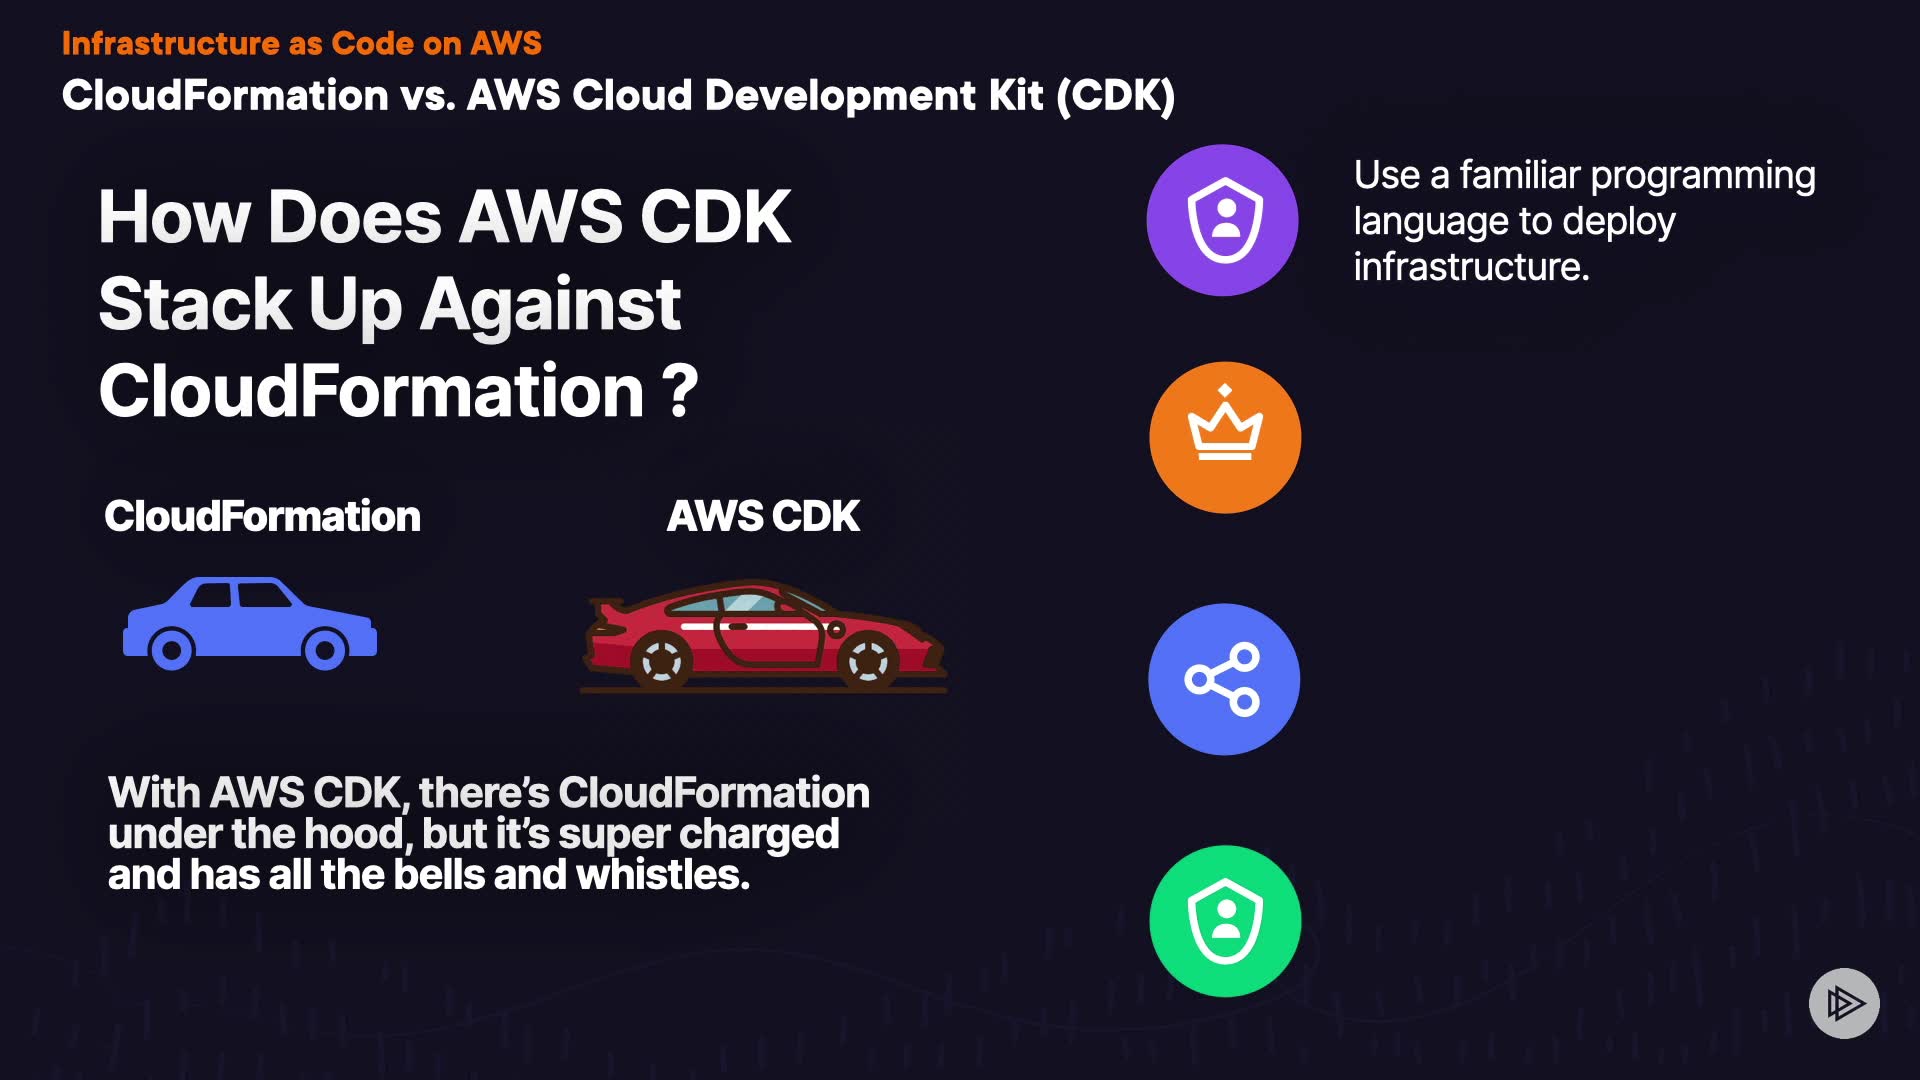 Infrastructure as Code on AWS
CloudFormation vs. AWS Cloud Development Kit (CDK)
How Does AWS CDK
Stack Up Against
CloudFormation ?
CloudFormation
AWS CDK
With AWS CDK, there’s CloudFormation
under the hood, but it’s super charged
and has all the bells and whistles.
Use a familiar programming
language to deploy
infrastructure.